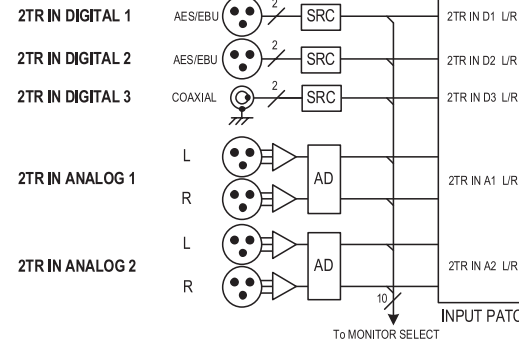 2TR IN DIGITAL 1 AES/EBU 2 SRC 2TR IN D1 L/R
2TR IN DIGITAL 2 AES/EBU 2 SRC 2TR IN D2 L/R
2TR IN DIGITAL 3 COAXIAL 2 SRC 2TR IN D3 L/R
L
2TR IN ANALOG 1 AD 2TR IN A1 L/R
R
L
2TR IN ANALOG 2 AD 2TR IN A2 L/R
R
10
INPUT PATC
To MONITOR SELECT